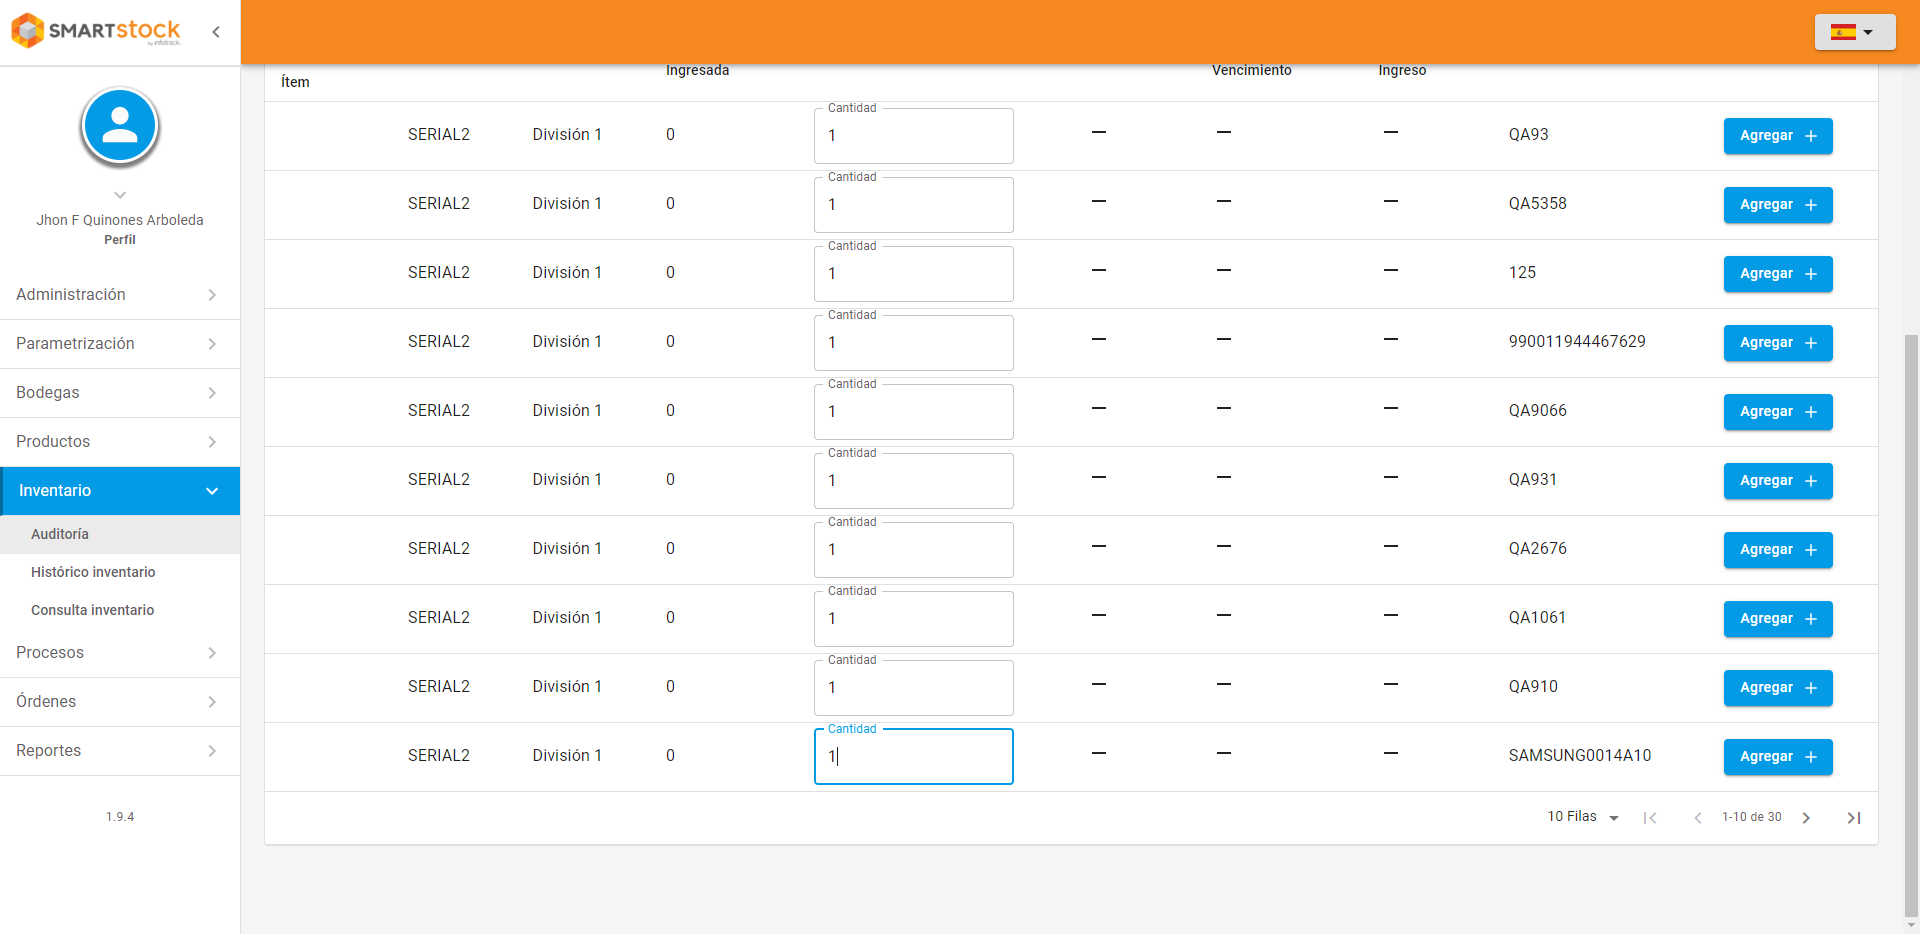 SMARTstock
by infotrack
Jhon F Quinones Arboleda
Perfil
Administración
Parametrización
Bodegas
Productos
Inventario
Auditoría
Histórico inventario
Consulta inventario
Procesos
Órdenes
Reportes
1.9.4
Ítem Ingresada Vencimiento Ingreso
Cantidad
SERIAL2 División 1 0 1 — — — QA93 Agregar +
Cantidad
SERIAL2 División 1 0 1 — — — QA5358 Agregar +
Cantidad
SERIAL2 División 1 0 1 — — — 125 Agregar +
Cantidad
SERIAL2 División 1 0 1 — — — 990011944467629 Agregar +
Cantidad
SERIAL2 División 1 0 1 — — — QA9066 Agregar +
Cantidad
SERIAL2 División 1 0 1 — — — QA931 Agregar +
Cantidad
SERIAL2 División 1 0 1 — — — QA2676 Agregar +
Cantidad
SERIAL2 División 1 0 1 — — — QA1061 Agregar +
Cantidad
SERIAL2 División 1 0 1 — — — QA910 Agregar +
Cantidad
SERIAL2 División 1 0 1 — — — SAMSUNG0014A10 Agregar +
10 Filas 1-10 de 30